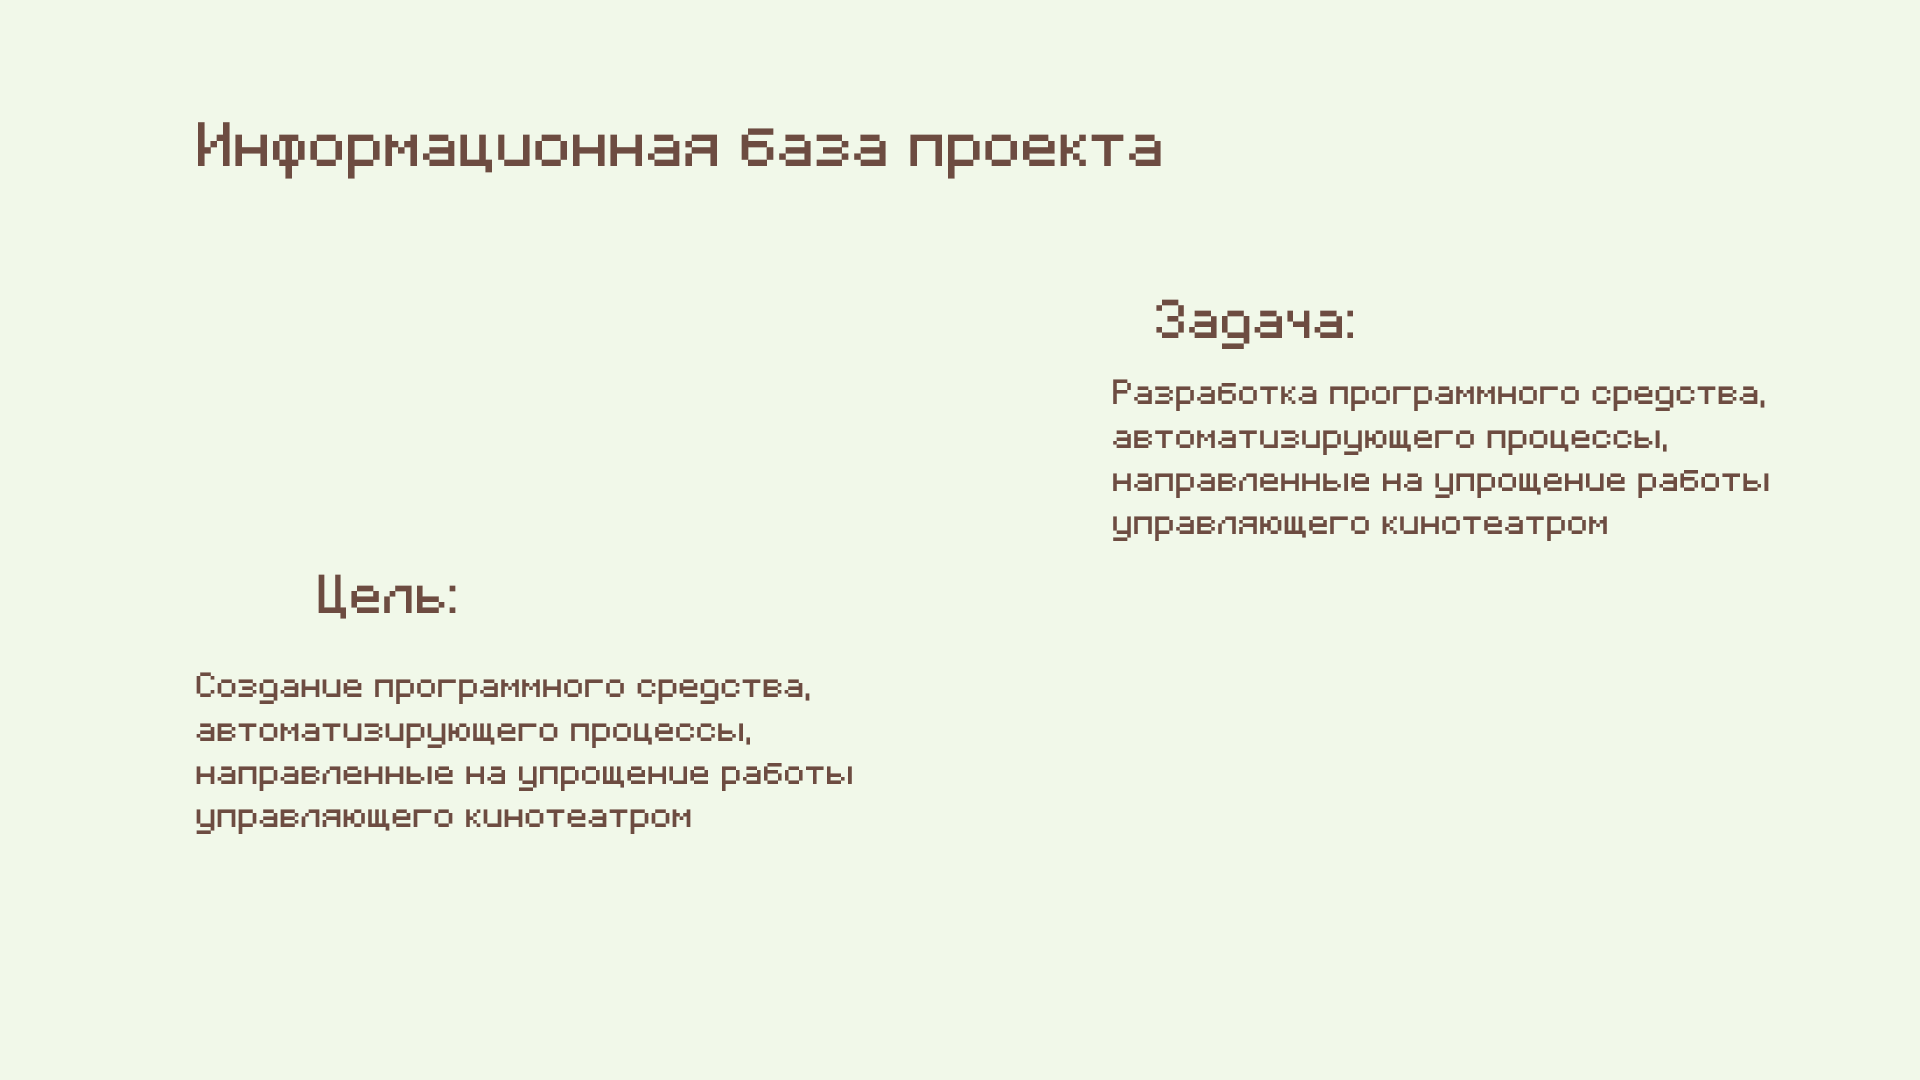 Информационная база проекта
Задача:
Разработка программного средства,
автоматизирующего процессы,
направленные на упрощение работы
управляющего кинотеатром
Цель:
Создание программного средства,
автоматизирующего процессы,
направленные на упрощение работы
управляющего кинотеатром